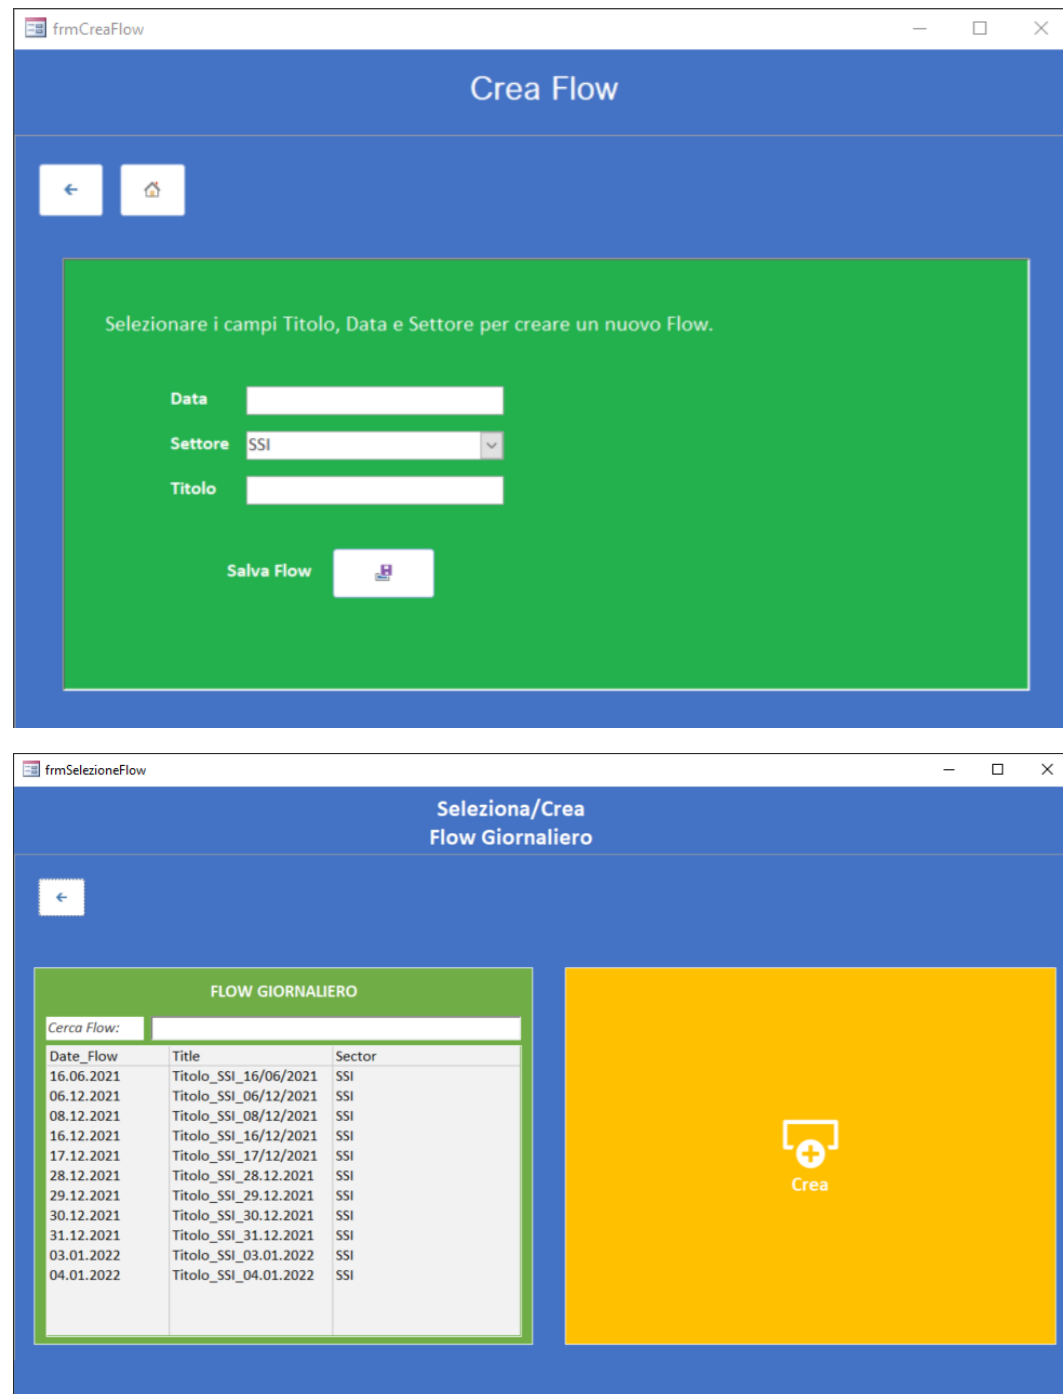 frmCreaFlow
Crea Flow
Selezionare i campi Titolo, Data e Settore per creare un nuovo Flow.
Data
Settore SSI
Titolo
Salva Flow
frmSelezioneFlow
Seleziona/Crea
Flow Giornaliero
FLOW GIORNALIERO
Cerca Flow:
Date_Flow Title Sector
16.06.2021 Titolo_SSI_16/06/2021 SSI
06.12.2021 Titolo_SSI_06/12/2021 SSI
08.12.2021 Titolo_SSI_08/12/2021 SSI
16.12.2021 Titolo_SSI_16/12/2021 SSI
17.12.2021 Titolo_SSI_17/12/2021 SSI
28.12.2021 Titolo_SSI_28.12.2021 SSI
29.12.2021 Titolo_SSI_29.12.2021 SSI
30.12.2021 Titolo_SSI_30.12.2021 SSI
31.12.2021 Titolo_SSI_31.12.2021 SSI
03.01.2022 Titolo_SSI_03.01.2022 SSI
04.01.2022 Titolo_SSI_04.01.2022 SSI
Crea